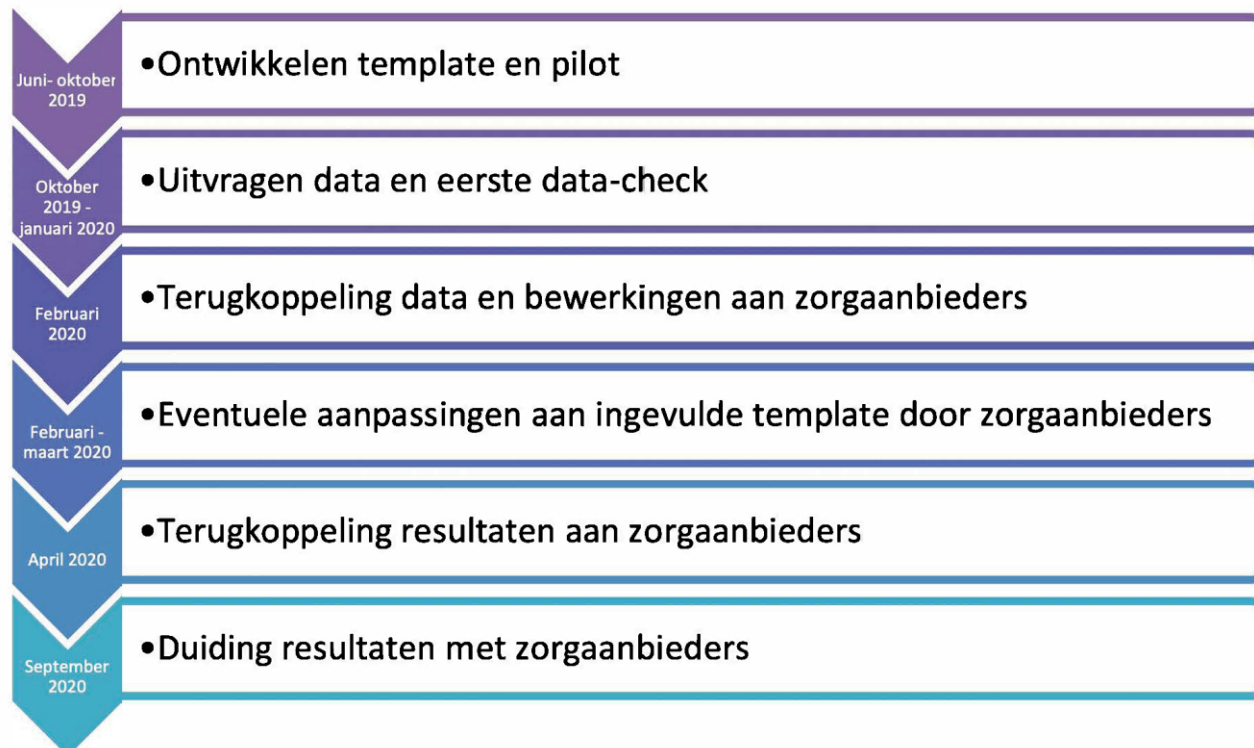 Juni- oktober
2019
•Ontwikkelen template en pilot
Oktober
2019 -
januari 2020
•Uitvragen data en eerste data-check
Februari
2020
•Terugkoppeling data en bewerkingen aan zorgaanbieders
Februari -
maart 2020
•Eventuele aanpassingen aan ingevulde template door zorgaanbieders
April 2020
•Terugkoppeling resultaten aan zorgaanbieders
September
2020
•Duiding resultaten met zorgaanbieders